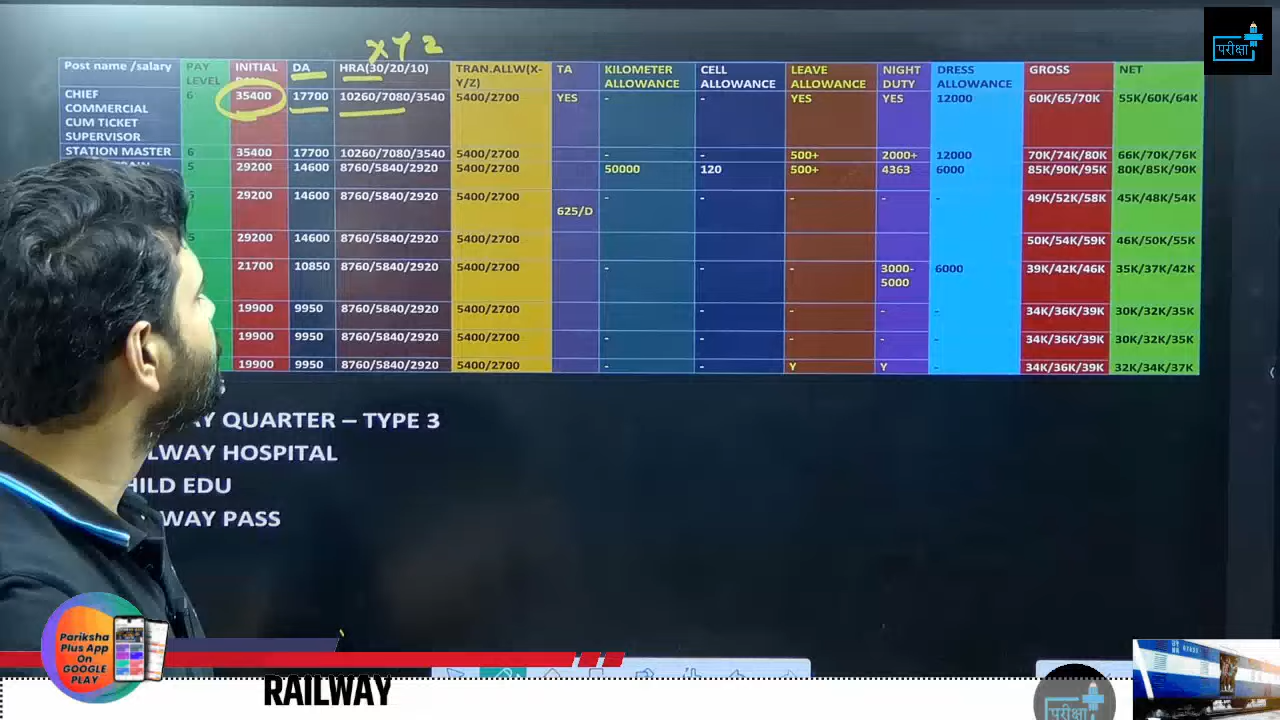 X Y Z
Post name /salary PAY LEVEL INITIAL DA HRA(30/20/10) TRAN.ALLW(X-Y/Z) TA KILOMETER ALLOWANCE CELL ALLOWANCE LEAVE ALLOWANCE NIGHT DUTY DRESS ALLOWANCE GROSS NET
CHIEF COMMERCIAL CUM TICKET SUPERVISOR 6 35400 17700 10260/7080/3540 5400/2700 YES - - YES YES 12000 60K/65/70K 55K/60K/64K
STATION MASTER 6 35400 17700 10260/7080/3540 5400/2700 - - 500+ 2000+ 12000 70K/74K/80K 66K/70K/76K
5 29200 14600 8760/5840/2920 5400/2700 50000 120 500+ 4363 6000 85K/90K/95K 80K/85K/90K
29200 14600 8760/5840/2920 5400/2700 625/D - - - - - 49K/52K/58K 45K/48K/54K
5 29200 14600 8760/5840/2920 5400/2700 50K/54K/59K 46K/50K/55K
21700 10850 8760/5840/2920 5400/2700 - - - 3000-5000 6000 39K/42K/46K 35K/37K/42K
19900 9950 8760/5840/2920 5400/2700 - - - - - 34K/36K/39K 30K/32K/35K
19900 9950 8760/5840/2920 5400/2700 - - - - - 34K/36K/39K 30K/32K/35K
19900 9950 8760/5840/2920 5400/2700 - - Y Y - 34K/36K/39K 32K/34K/37K
QUARTER – TYPE 3
HOSPITAL
EDU
PASS
परीक्षा
Pariksha
Plus App
On
GOOGLE
PLAY
RAILWAY
परीक्षा